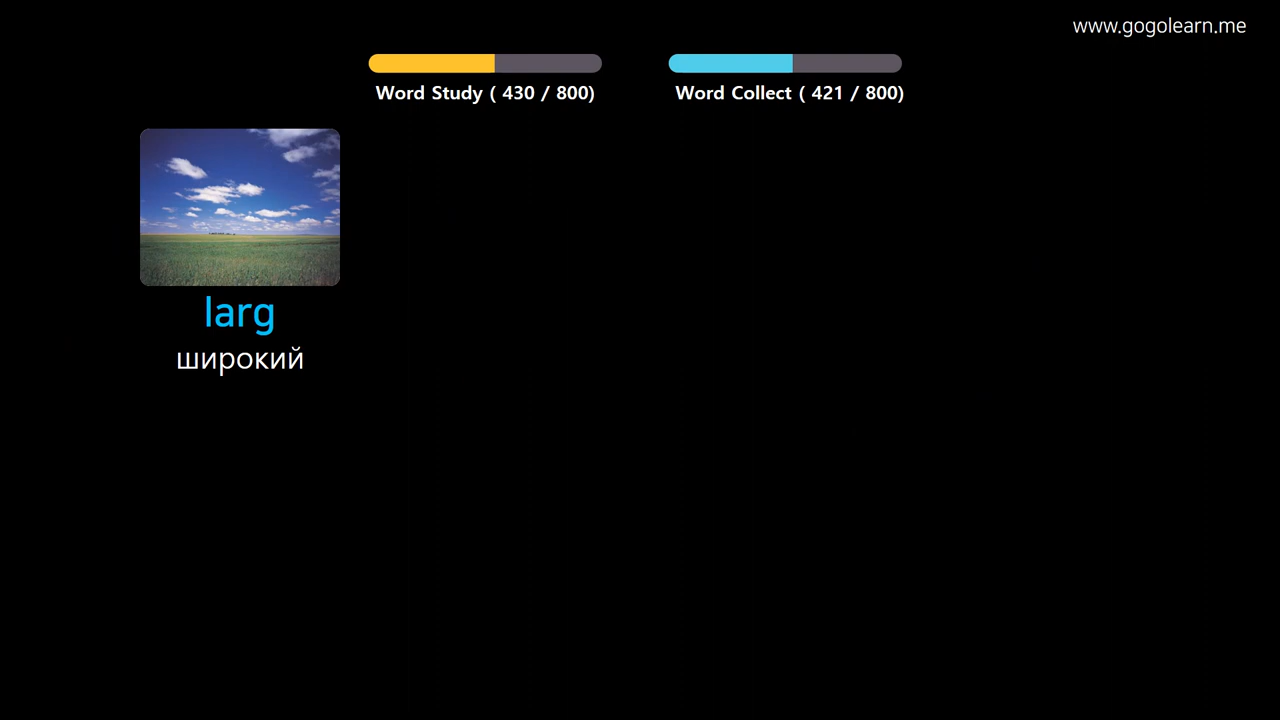 www.gogolearn.me
Word Study ( 430 / 800)
Word Collect ( 421 / 800)
larg
широкий